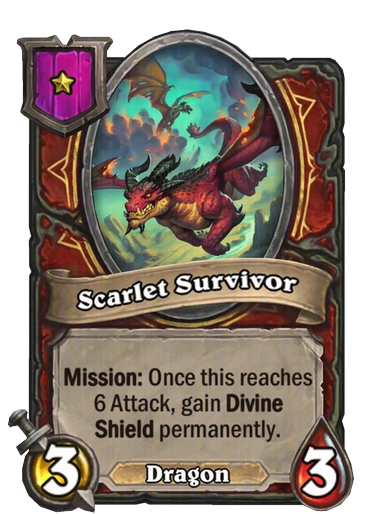 Scarlet Survivor
Mission: Once this reaches
6 Attack, gain Divine
Shield permanently.
3
Dragon
3